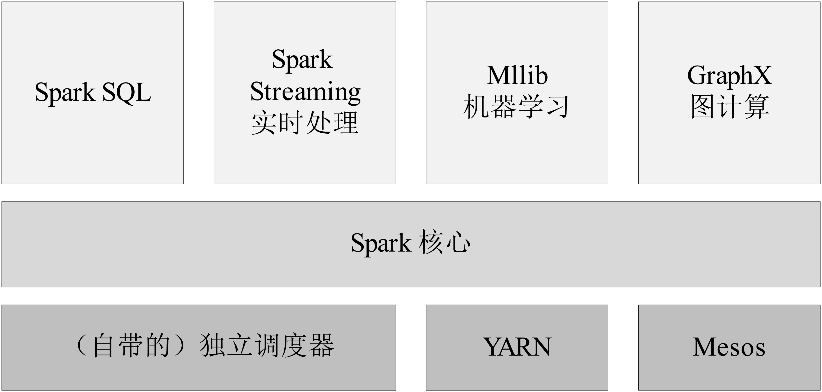 Spark SQL
Spark
Streaming
实时处理
Mllib
机器学习
GraphX
图计算
Spark 核心
（自带的）独立调度器
YARN
Mesos